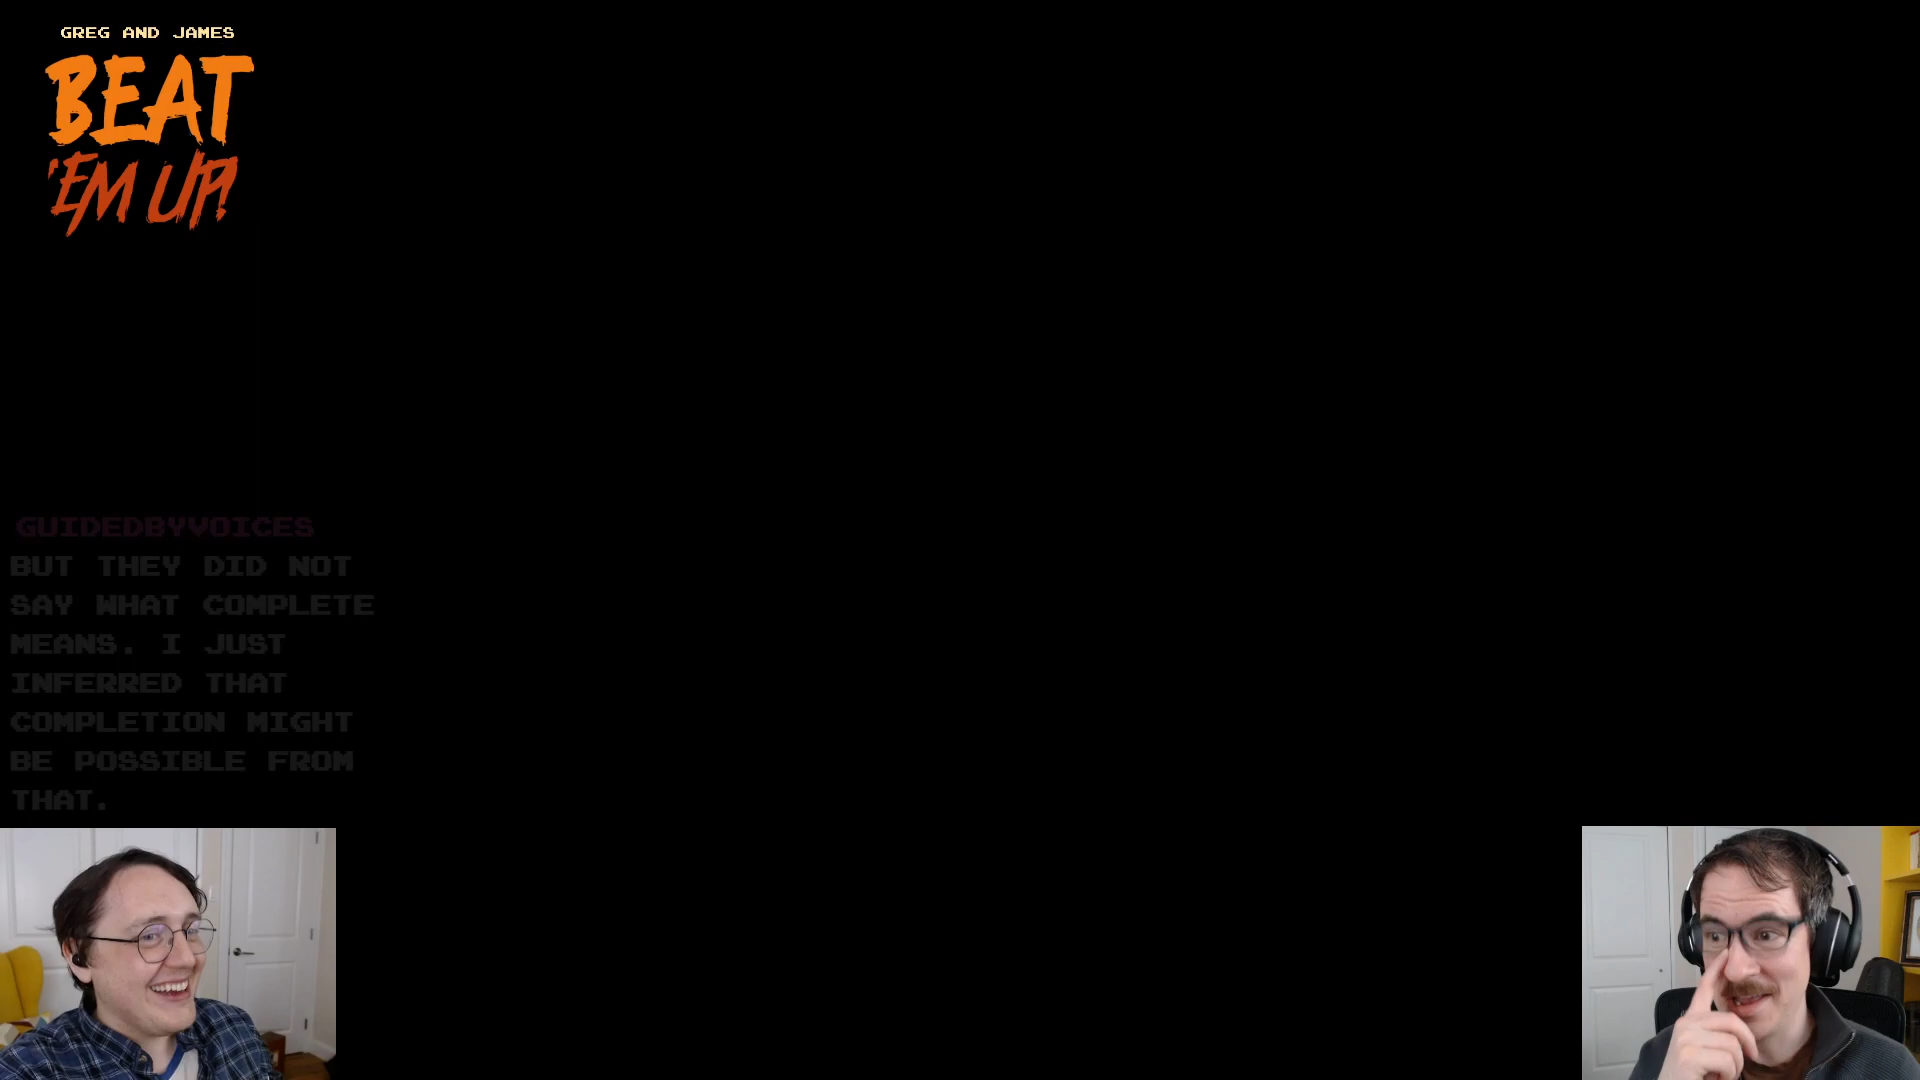 GREG AND JAMES
BEAT
'EM UP!
GUIDEDBYVOICES
BUT THEY DID NOT
SAY WHAT COMPLETE
MEANS. I JUST
INFERRED THAT
COMPLETION MIGHT
BE POSSIBLE FROM
THAT.